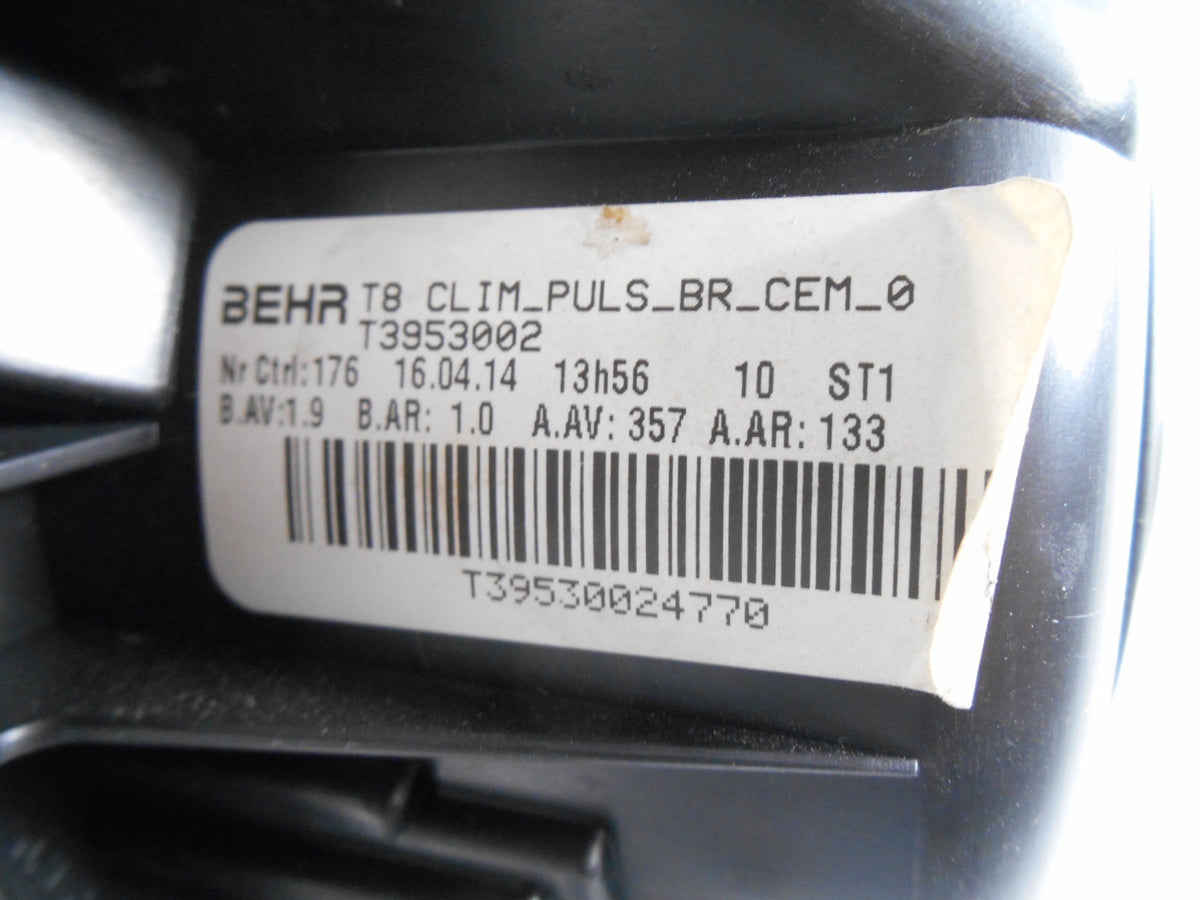 BEHR T8 CLIM_PULS_BR_CEM_0
T3953002
Nr Ctrl:176 16.04.14 13h56 10 ST1
B.AV:1.9 B.AR: 1.0 A.AV: 357 A.AR: 133
T39530024770